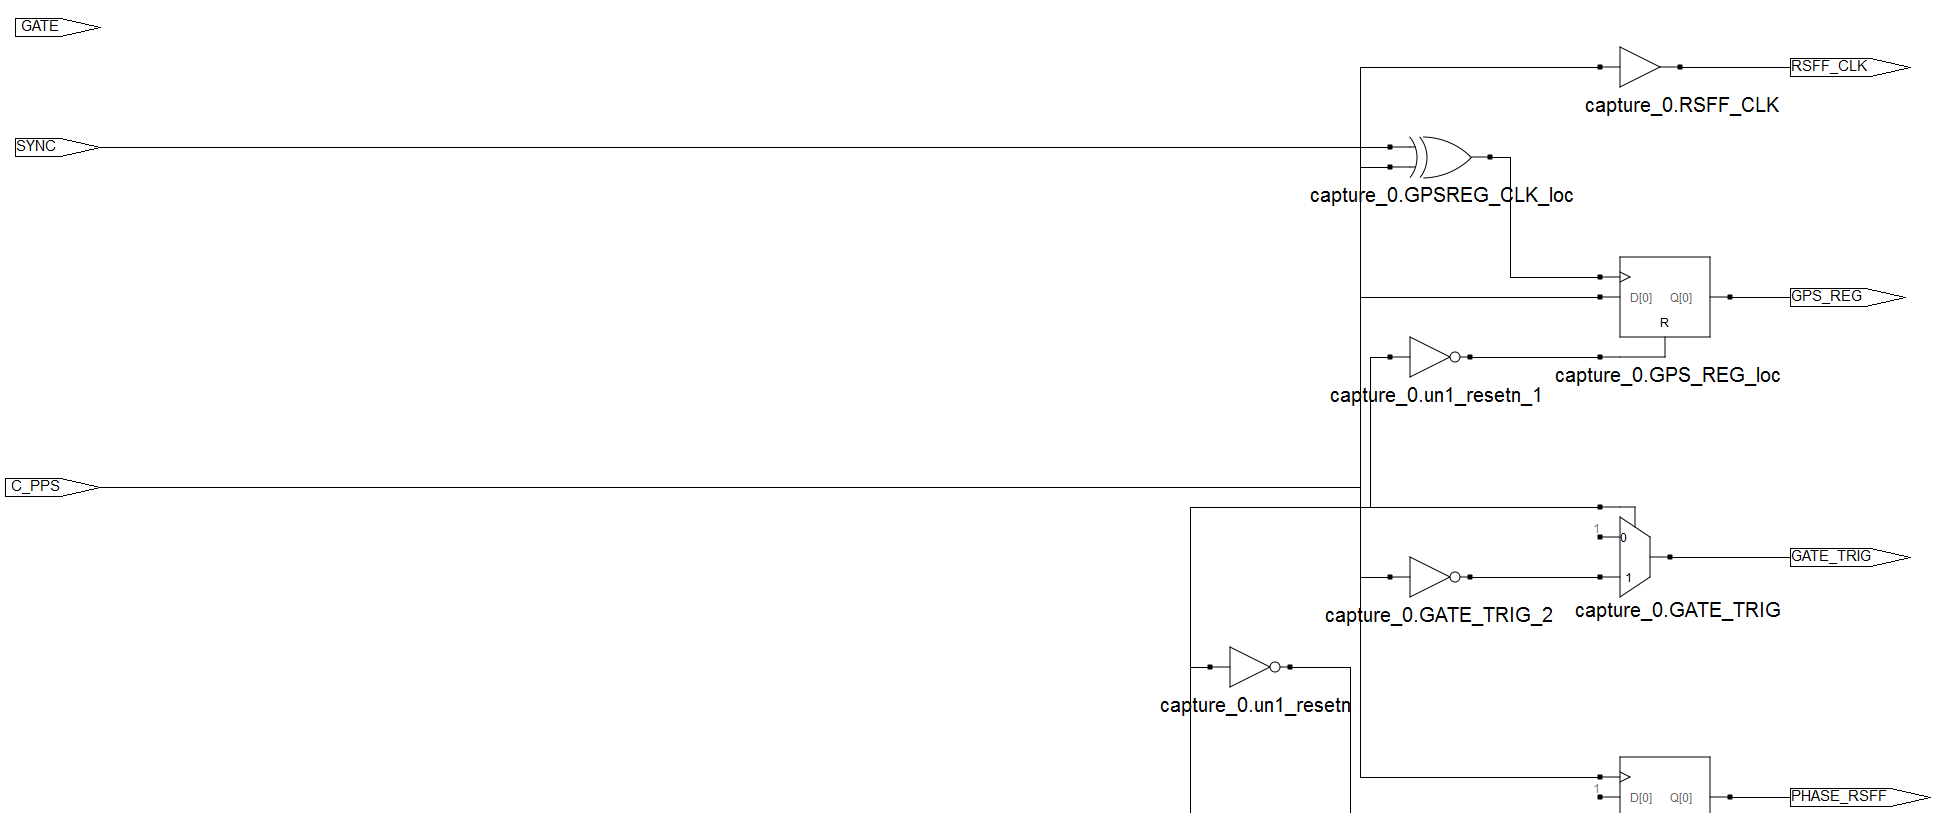 GATE
RSFF_CLK
capture_0.RSFF_CLK
SYNC
capture_0.GPSREG_CLK_loc
D[0] Q[0]
GPS_REG
R
capture_0.GPS_REG_loc
capture_0.un1_resetn_1
C_PPS
1
0
GATE_TRIG
1
capture_0.GATE_TRIG_2
capture_0.GATE_TRIG
capture_0.un1_resetn
1
D[0] Q[0]
PHASE_RSFF